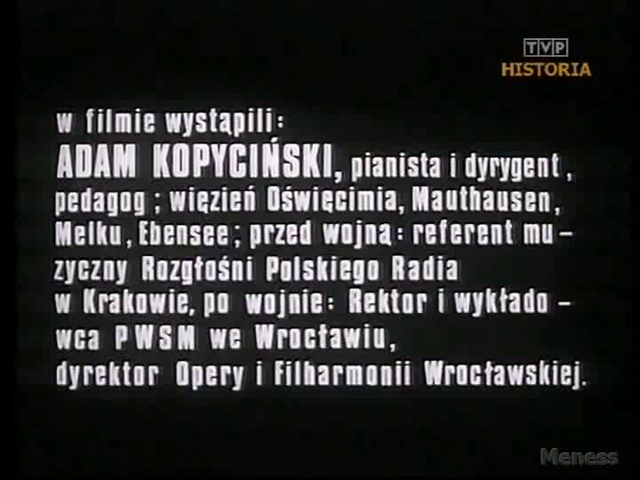 TVP
HISTORIA
w filmie wystąpili:
ADAM KOPYCIŃSKI, pianista i dyrygent,
pedagog; więzień Oświęcimia, Mauthausen,
Melku, Ebensee; przed wojną: referent mu-
zyczny Rozgłośni Polskiego Radia
w Krakowie, po wojnie: Rektor i wykłado-
wca PWSM we Wrocławiu,
dyrektor Opery i Filharmonii Wrocławskiej.
Meness